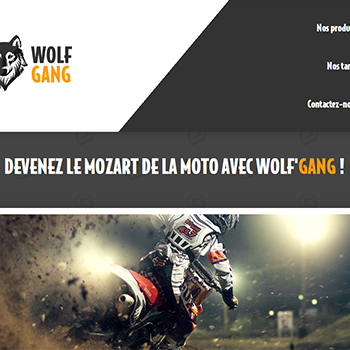 WOLF
GANG
Nos produ
Nos tar
Contactez-no
DEVENEZ LE MOZART DE LA MOTO AVEC WOLF'GANG !